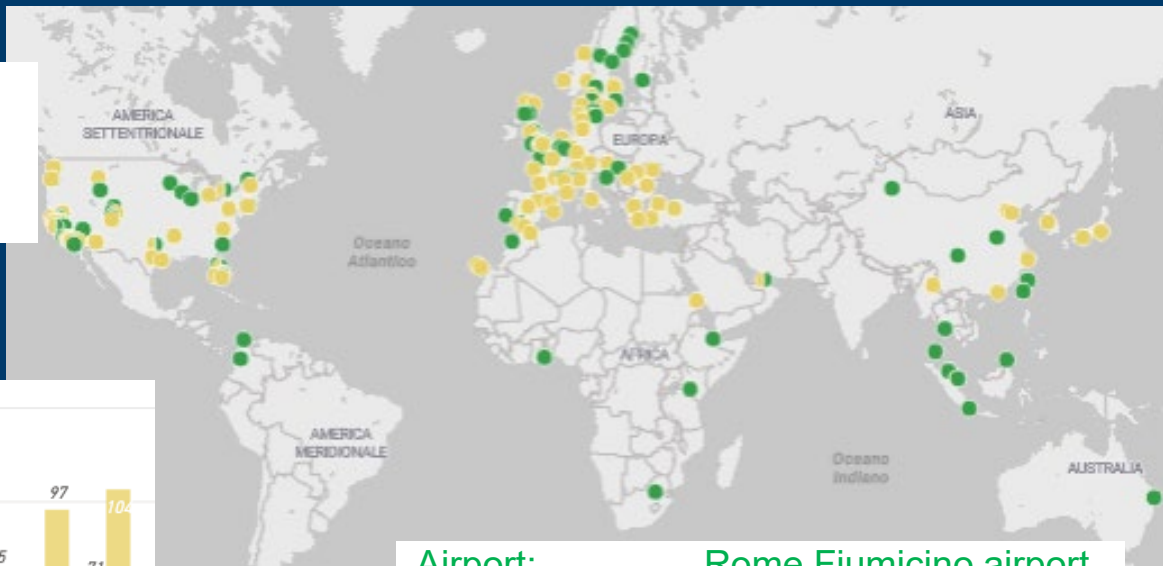 AMERICA
SETTENTRIONALE
ASIA
EUROPA
Oceano
Atlantico
AFRICA
AMERICA
MERIDIONALE
Oceano
Indiano
AUSTRALIA
97
104
Airport: Rome Fiumicino airport